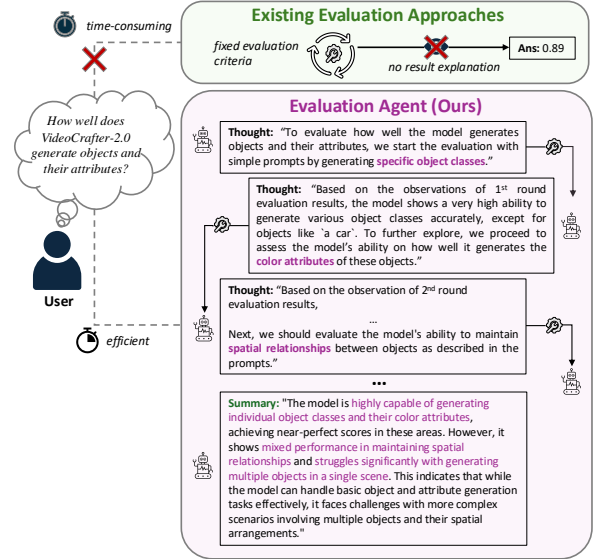 Existing Evaluation Approaches
time-consuming
fixed evaluation
criteria
no result explanation
Ans: 0.89
How well does
VideoCrafter-2.0
generate objects and
their attributes?
User
efficient
Evaluation Agent (Ours)
Thought: “To evaluate how well the model generates
objects and their attributes, we start the evaluation with
simple prompts by generating specific object classes.”
Thought: “Based on the observations of 1st round
evaluation results, the model shows a very high ability to
generate various object classes accurately, except for
objects like `a car`. To further explore, we proceed to
assess the model’s ability on how well it generates the
color attributes of these objects.”
Thought: “Based on the observation of 2nd round
evaluation results,
...
Next, we should evaluate the model's ability to maintain
spatial relationships between objects as described in the
prompts.”
...
Summary: "The model is highly capable of generating
individual object classes and their color attributes,
achieving near-perfect scores in these areas. However, it
shows mixed performance in maintaining spatial
relationships and struggles significantly with generating
multiple objects in a single scene. This indicates that while
the model can handle basic object and attribute generation
tasks effectively, it faces challenges with more complex
scenarios involving multiple objects and their spatial
arrangements."